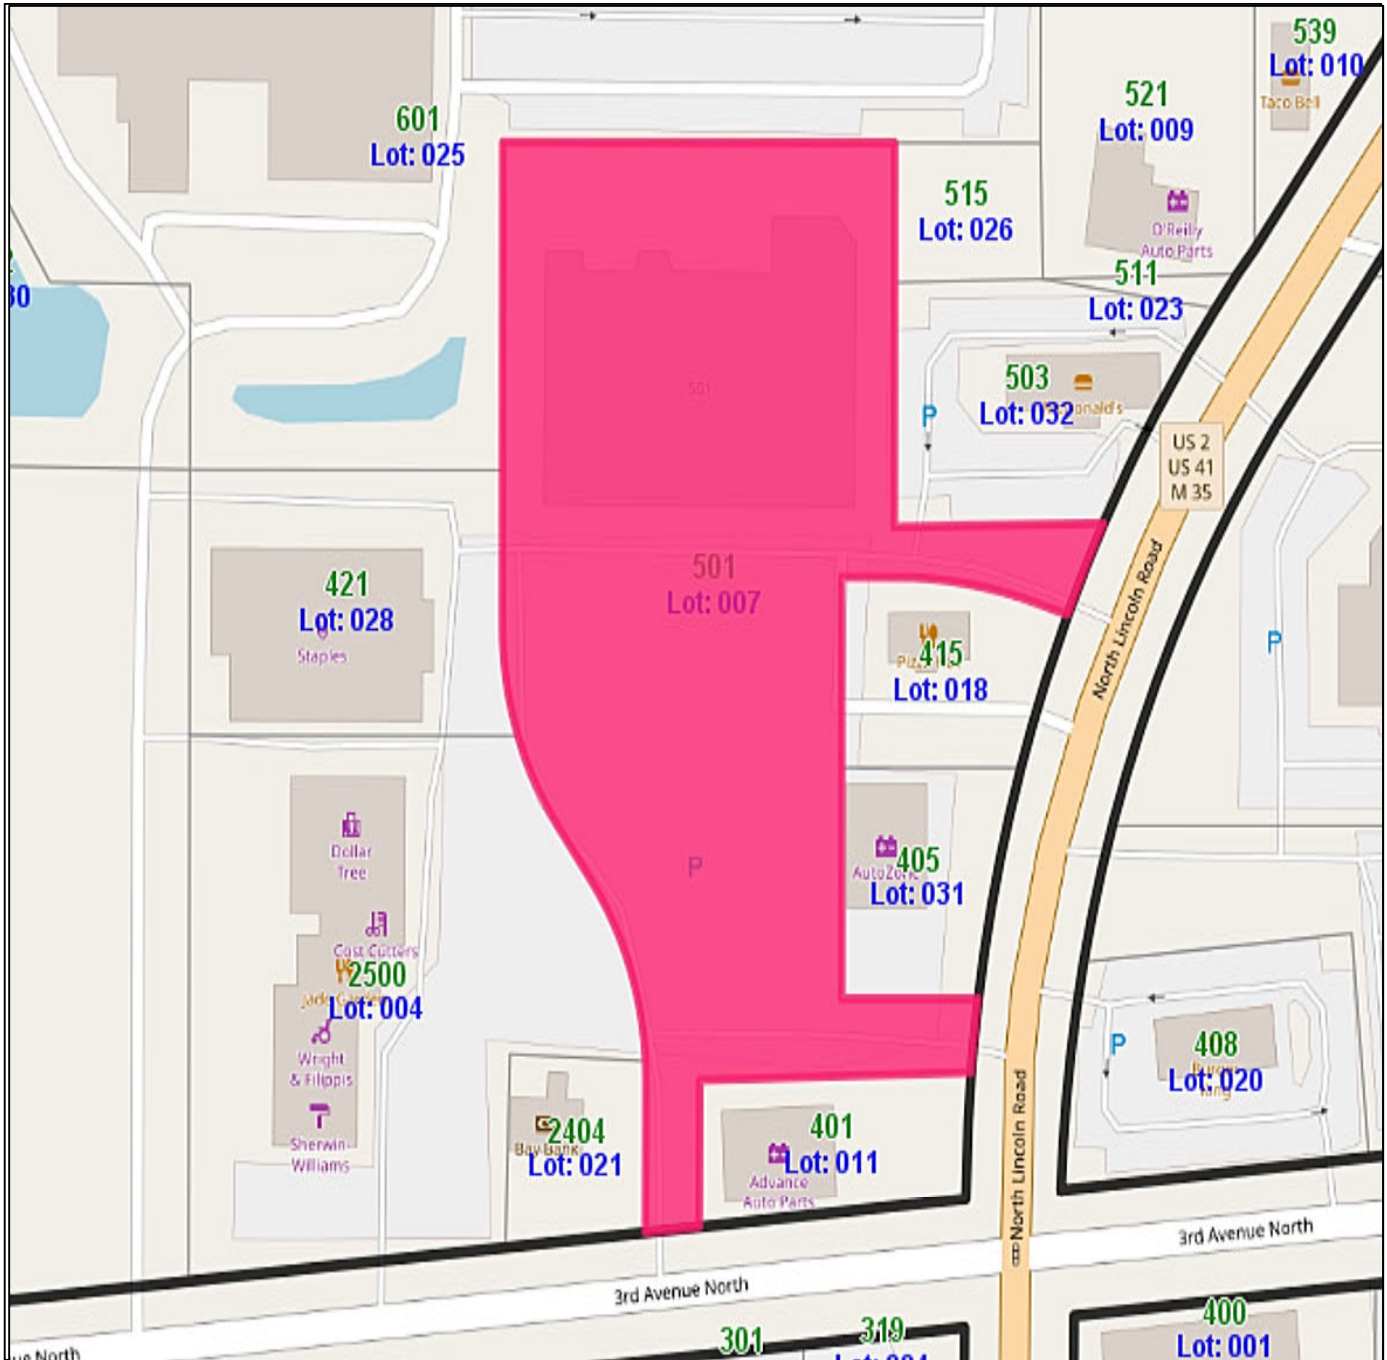 539
Lot: 010
Taco Bell
521
Lot: 009
601
Lot: 025
515
Lot: 026
O'Reilly
Auto Parts
511
Lot: 023
30
503
Lot: 032
P
501
US 2
US 41
M 35
421
Lot: 028
Staples
501
Lot: 007
North Lincoln Road
P
415
Lot: 018
Dollar
Tree
P
405
AutoZone
Lot: 031
Cost Cutters
2500
Lot: 004
Wright
& Filippis
P
408
Lot: 020
Sherwin-
Williams
2404
Bay Bank
Lot: 021
401
Lot: 011
Advance
Auto Parts
North Lincoln Road
3rd Avenue North
3rd Avenue North
ue North
301
319
400
Lot: 001